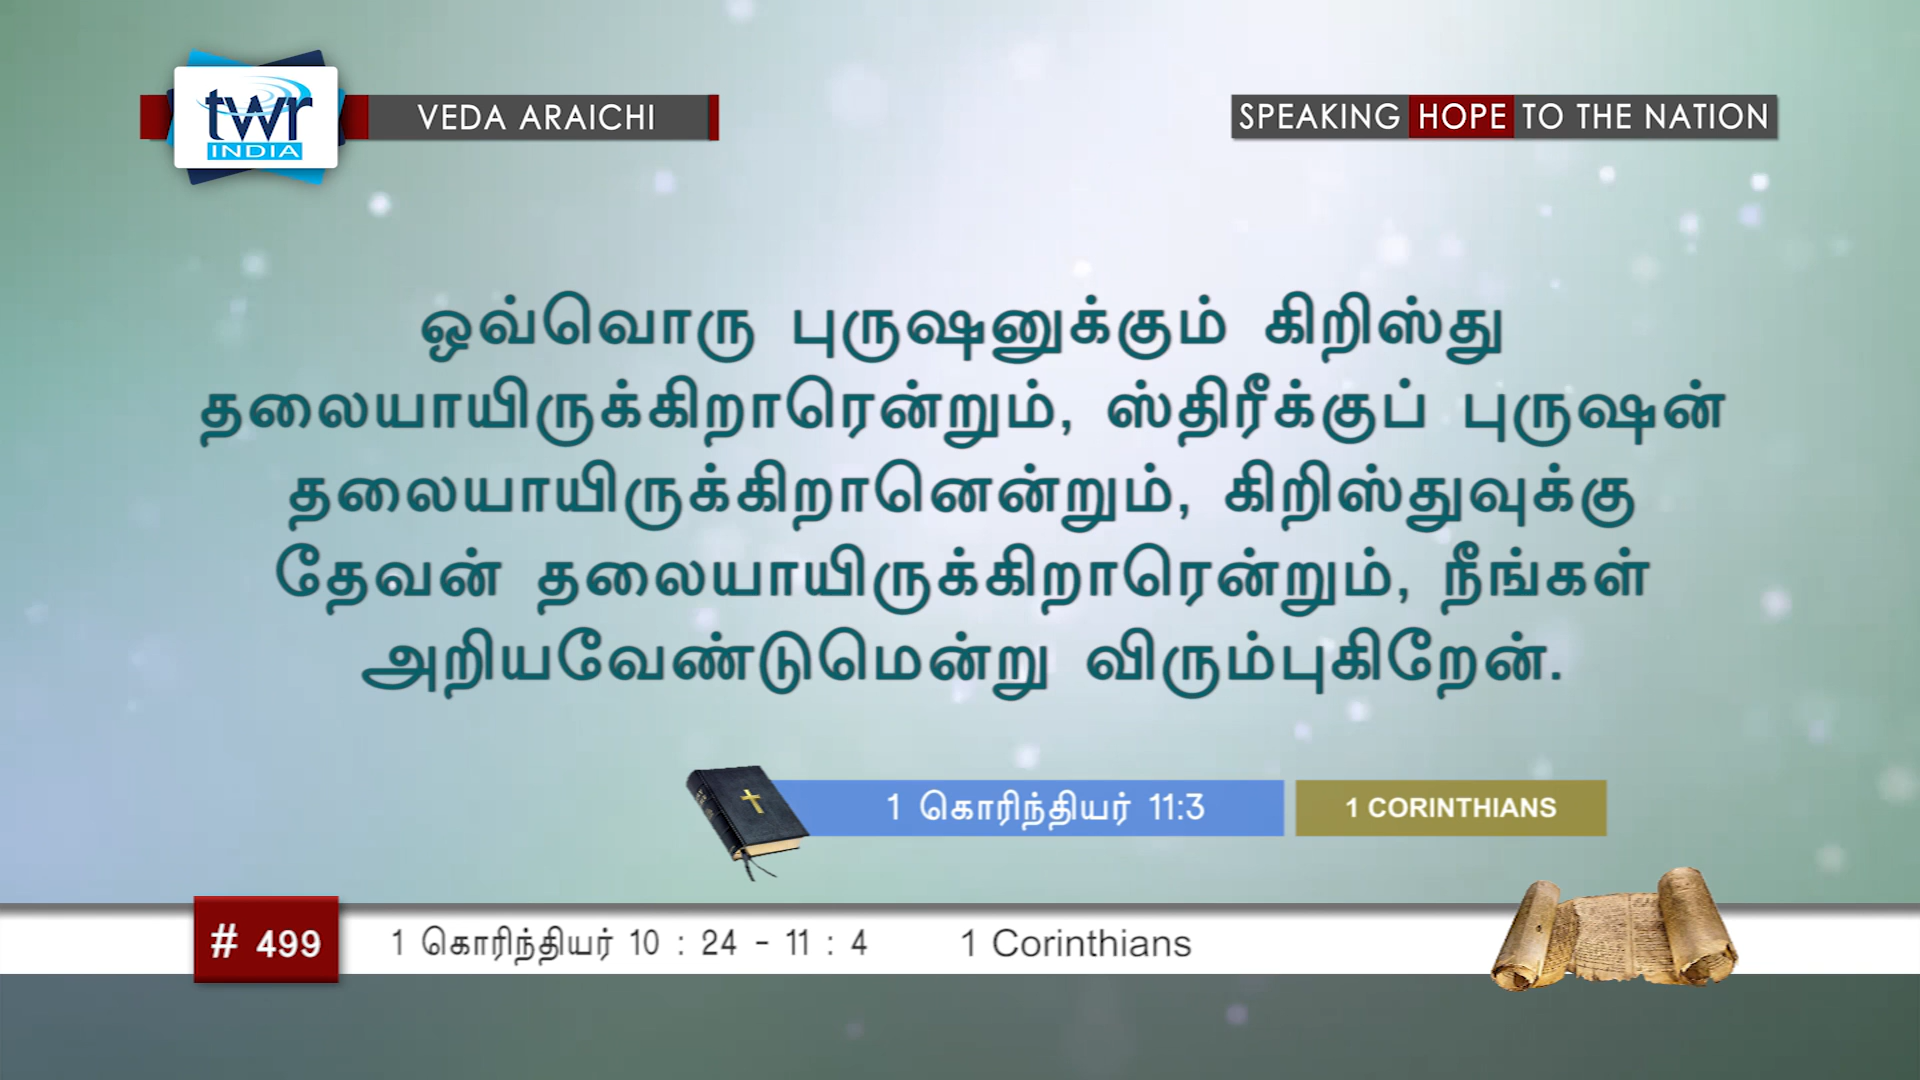 twr
INDIA
VEDA ARAICHI
SPEAKING HOPE TO THE NATION
ஒவ்வொரு புருஷனுக்கும் கிறிஸ்து
தலையாயிருக்கிறாரென்றும், ஸ்திரீக்குப் புருஷன்
தலையாயிருக்கிறானென்றும், கிறிஸ்துவுக்கு
தேவன் தலையாயிருக்கிறாரென்றும், நீங்கள்
அறியவேண்டுமென்று விரும்புகிறேன்.
1 கொரிந்தியர் 11:3
1 CORINTHIANS
# 499
1 கொரிந்தியர் 10 : 24 - 11 : 4
1 Corinthians